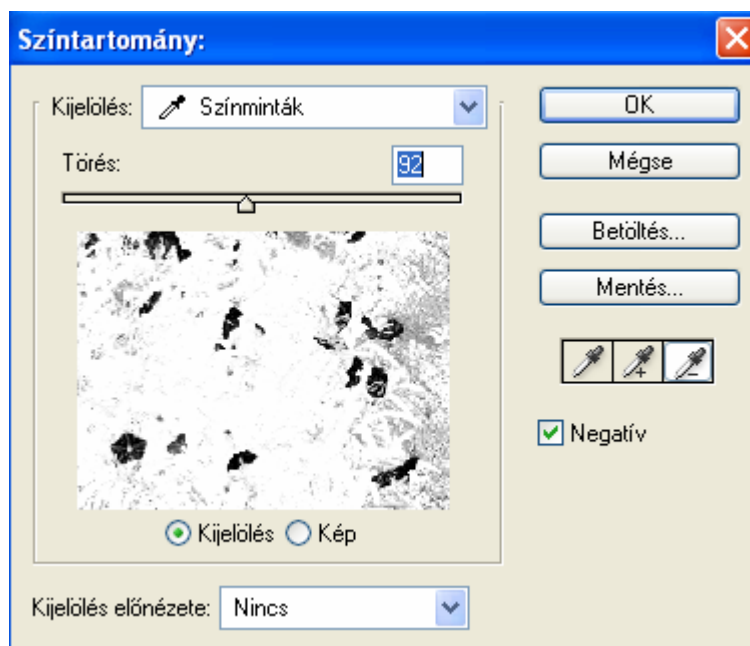 Színtartomány:
Kijelölés: Színminták
OK
Törés: 92
Mégse
Betöltés...
Mentés...
Negatív
Kijelölés Kép
Kijelölés előnézete: Nincs